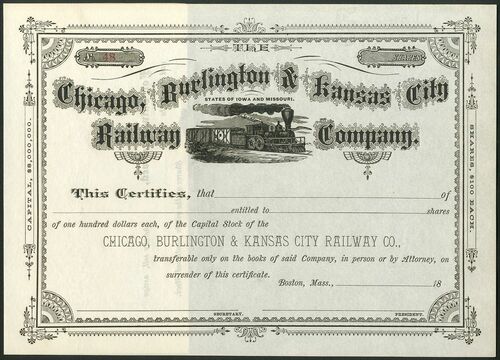 THE
No. 48
SHARES
Chicago, Burlington & Kansas City
STATES OF IOWA AND MISSOURI.
Railway Company.
CAPITAL, $8,000,000.
SHARES, $100 EACH.
This Certifies, that of
entitled to shares
of one hundred dollars each, of the Capital Stock of the
CHICAGO, BURLINGTON & KANSAS CITY RAILWAY CO.,
transferable only on the books of said Company, in person or by Attorney, on
surrender of this certificate.
Boston, Mass., 18
SECRETARY. PRESIDENT.